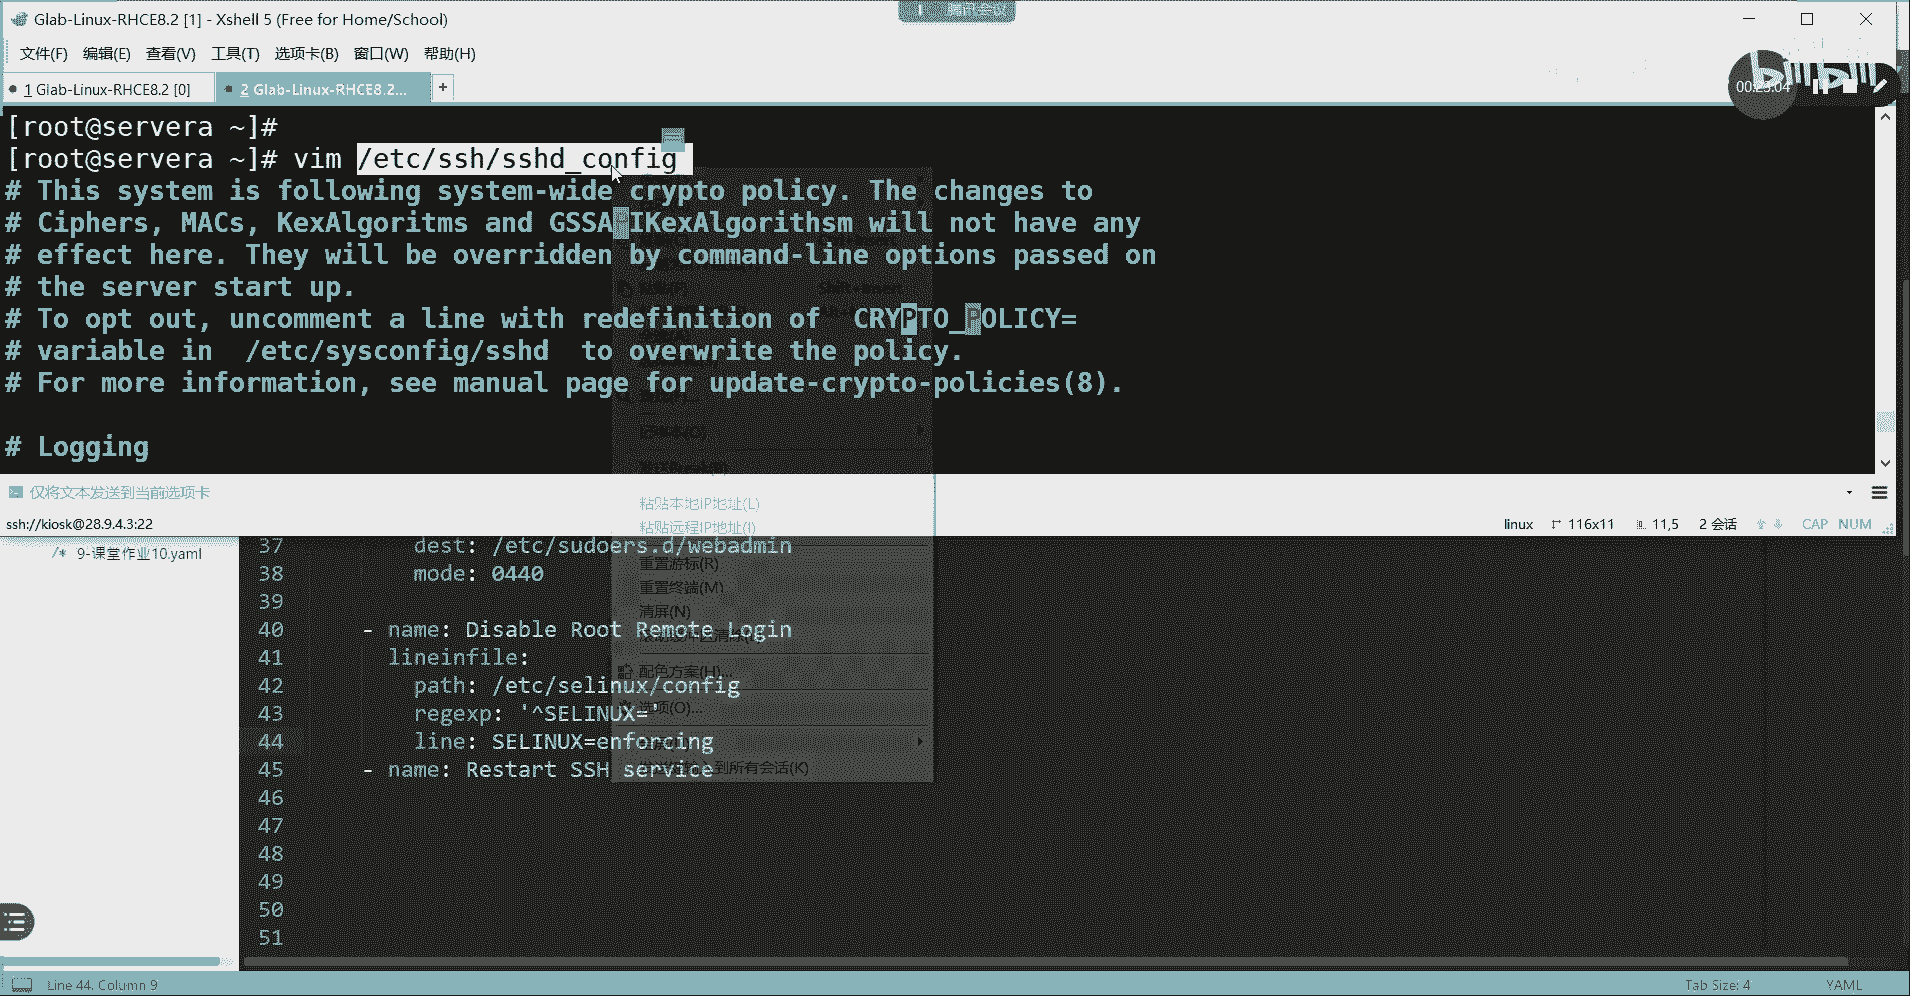 Glab-Linux-RHCE8.2 [1] - Xshell 5 (Free for Home/School)
腾讯会议
文件(F) 编辑(E) 查看(V) 工具(T) 选项卡(B) 窗口(W) 帮助(H)
1 Glab-Linux-RHCE8.2 [0]
2 Glab-Linux-RHCE8.2...
+
bilibili
00:23:04
[root@servera ~]#
[root@servera ~]# vim /etc/ssh/sshd_config
# This system is following system-wide crypto policy. The changes to
# Ciphers, MACs, KexAlgoritms and GSSAPIKexAlgorithsm will not have any
# effect here. They will be overridden by command-line options passed on
# the server start up.
# To opt out, uncomment a line with redefinition of  CRYPTO_POLICY=
# variable in  /etc/sysconfig/sshd  to overwrite the policy.
# For more information, see manual page for update-crypto-policies(8).
# Logging
仅将文本发送到当前选项卡
粘贴本地IP地址(L)
粘贴远程IP地址(I)
ssh://kiosk@28.9.4.3:22
linux
116x11
11,5
2 会话
CAP NUM
/* 9-课堂作业10.yaml
37 dest: /etc/sudoers.d/webadmin
重置游标(R)
38 mode: 0440
重置终端(M)
39
清屏(N)
40 - name: Disable Root Remote Login
41 lineinfile:
配色方案(H)...
42 path: /etc/selinux/config
选项(O)...
43 regexp: '^SELINUX='
44 line: SELINUX=enforcing
45 - name: Restart SSH service
到所有会话(K)
46
47
48
49
50
51
Line 44, Column 9
Tab Size: 4
YAML